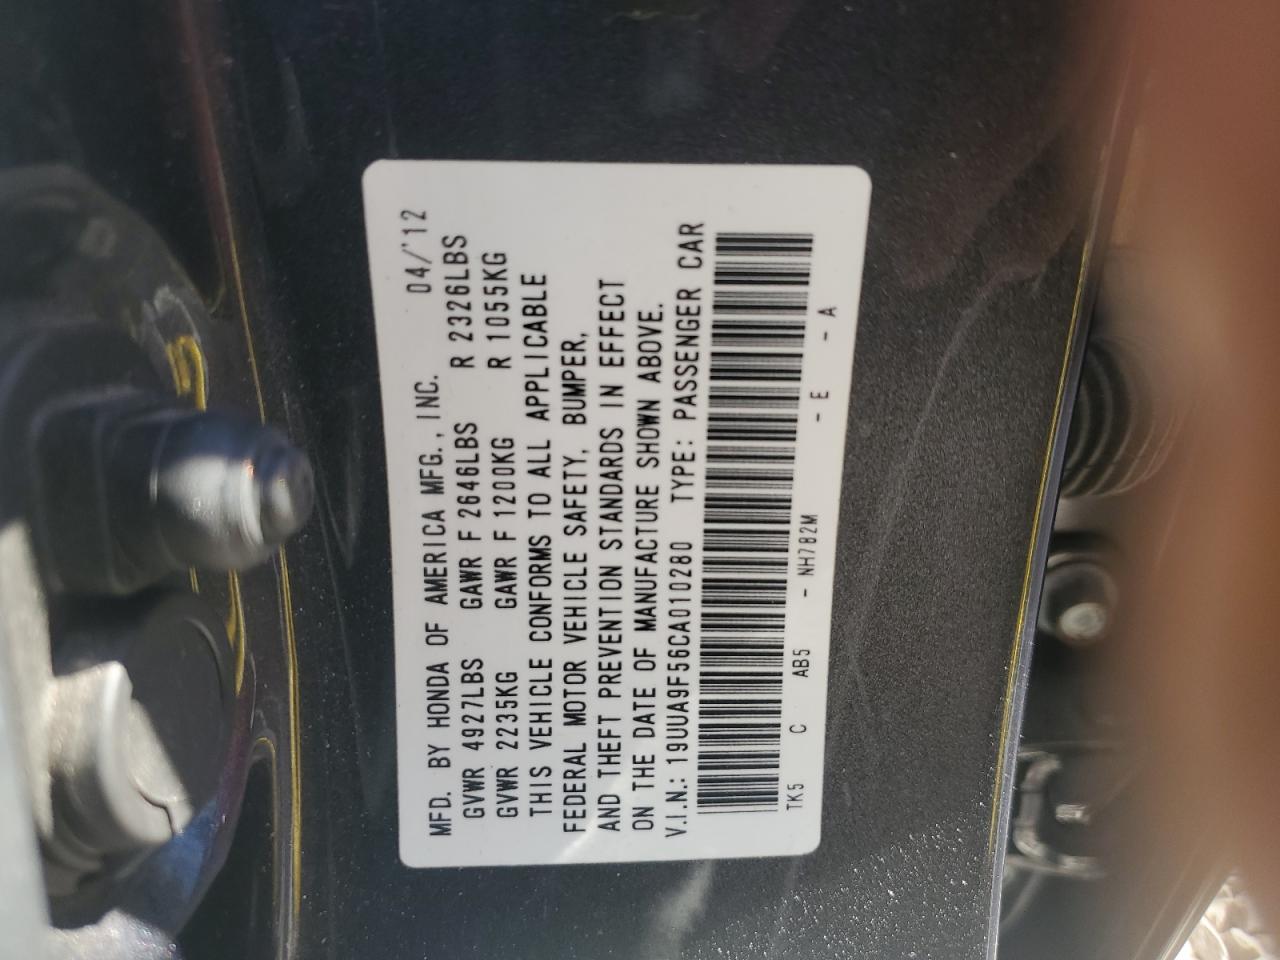 MFD. BY HONDA OF AMERICA MFG., INC. 04/'12
GVWR 4927LBS GAWR F 2646LBS R 2326LBS
GVWR 2235KG GAWR F 1200KG R 1055KG
THIS VEHICLE CONFORMS TO ALL APPLICABLE
FEDERAL MOTOR VEHICLE SAFETY, BUMPER,
AND THEFT PREVENTION STANDARDS IN EFFECT
ON THE DATE OF MANUFACTURE SHOWN ABOVE.
V.I.N.: 19UUA9F56CA010280 TYPE: PASSENGER CAR
TK5 C AB5 - NH782M - E - A